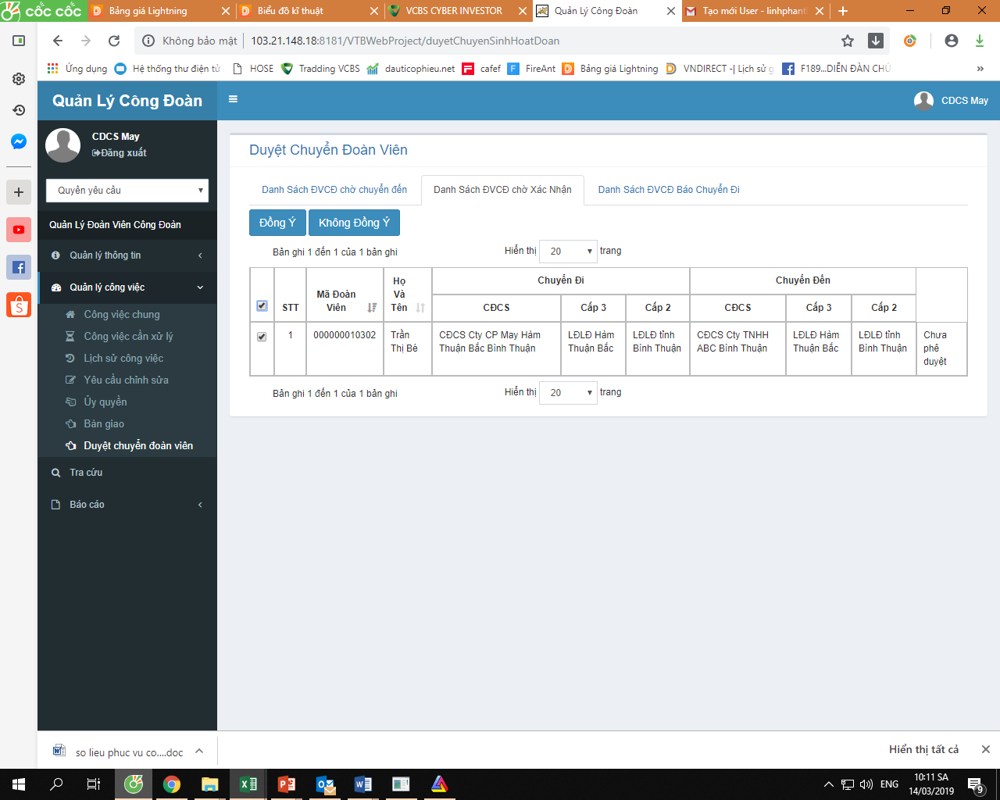 cốc cốc
Bảng giá Lightning
Biểu đồ kĩ thuật
VCBS CYBER INVESTOR
Quản Lý Công Đoàn
Tạo mới User - linhphant
Không bảo mật
103.21.148.18:8181/VTBWebProject/duyetChuyenSinhHoatDoan
Ứng dụng
Hệ thống thư điện tử
HOSE
Tradding VCBS
dauticophieu.net
cafef
FireAnt
Bảng giá Lightning
VNDIRECT -| Lịch sử g
F189...DIỄN ĐÀN CHỨ
Quản Lý Công Đoàn
CDCS May
CDCS May
Đăng xuất
Quyền yêu cầu
Quản Lý Đoàn Viên Công Đoàn
Quản lý thông tin
Quản lý công việc
Công việc chung
Công việc cần xử lý
Lịch sử công việc
Yêu cầu chỉnh sửa
Ủy quyền
Bàn giao
Duyệt chuyển đoàn viên
Tra cứu
Báo cáo
Duyệt Chuyển Đoàn Viên
Danh Sách ĐVCĐ chờ chuyển đến
Danh Sách ĐVCĐ chờ Xác Nhận
Danh Sách ĐVCĐ Báo Chuyển Đi
Đồng Ý
Không Đồng Ý
Bản ghi 1 đến 1 của 1 bản ghi
Hiển thị 20 trang
STT
Mã Đoàn Viên
Họ Và Tên
Chuyển Đi
Chuyển Đến
CĐCS
Cấp 3
Cấp 2
CĐCS
Cấp 3
Cấp 2
1
000000010302
Trần Thị Bé
CĐCS Cty CP May Hàm Thuận Bắc Bình Thuận
LĐLĐ Hàm Thuận Bắc
LĐLĐ tỉnh Bình Thuận
CĐCS Cty TNHH ABC Bình Thuận
LĐLĐ Hàm Thuận Bắc
LĐLĐ tỉnh Bình Thuận
Chưa phê duyệt
Bản ghi 1 đến 1 của 1 bản ghi
Hiển thị 20 trang
so lieu phuc vu co....doc
Hiển thị tất cả
ENG
10:11 SA
14/03/2019
9